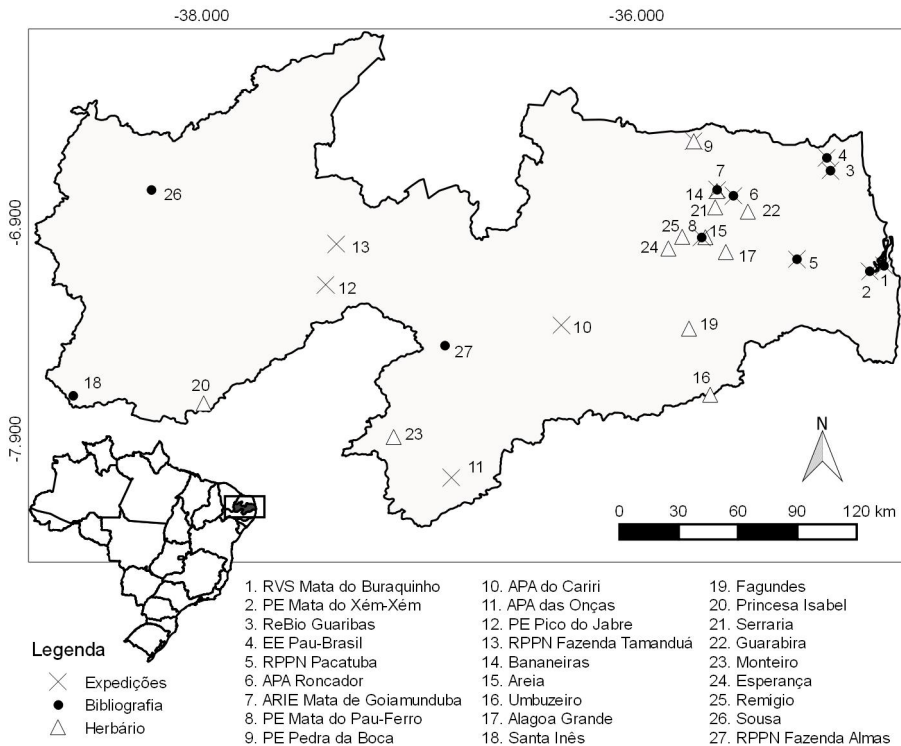 -38.000 -36.000
9
4
3
7
14
6
26
21
22
-6.900
25 8 15
13
24
17
5
1
2
12
10
19
27
18
20
16
-7.900
23
11
N
0 30 60 90 120 km
Legenda
Expedições
Bibliografia
Herbário
1. RVS Mata do Buraquinho
2. PE Mata do Xém-Xém
3. ReBio Guaribas
4. EE Pau-Brasil
5. RPPN Pacatuba
6. APA Roncador
7. ARIE Mata de Goiamunduba
8. PE Mata do Pau-Ferro
9. PE Pedra da Boca
10. APA do Cariri
11. APA das Onças
12. PE Pico do Jabre
13. RPPN Fazenda Tamanduá
14. Bananeiras
15. Areia
16. Umbuzeiro
17. Alagoa Grande
18. Santa Inês
19. Fagundes
20. Princesa Isabel
21. Serraria
22. Guarabira
23. Monteiro
24. Esperança
25. Remígio
26. Sousa
27. RPPN Fazenda Almas